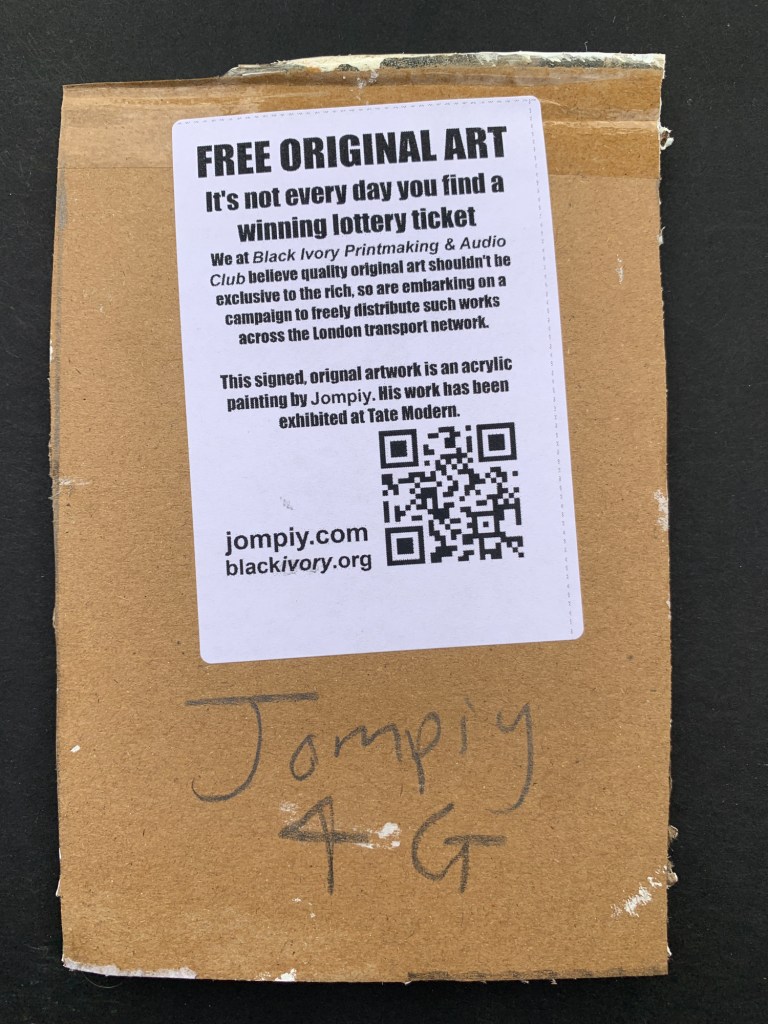 FREE ORIGINAL ART
It's not every day you find a
winning lottery ticket
We at Black Ivory Printmaking & Audio
Club believe quality original art shouldn't be
exclusive to the rich, so are embarking on a
campaign to freely distribute such works
across the London transport network.
This signed, orignal artwork is an acrylic
painting by Jompiy. His work has been
exhibited at Tate Modern.
jompiy.com
blackivory.org
Jompiy
4 G